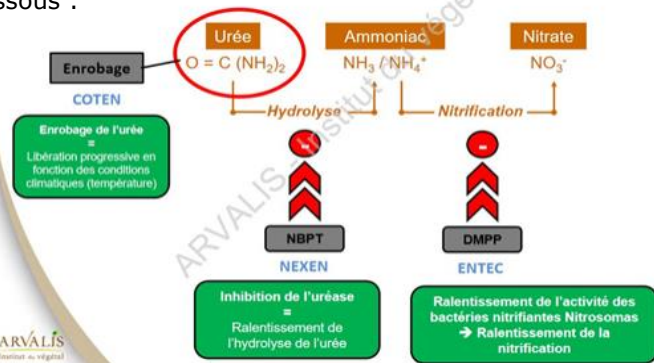 ssous :
Urée
Ammoniac
Nitrate
Enrobage
O = C (NH₂)₂
NH₃ / NH₄⁺
NO₃⁻
COTEN
Hydrolyse
Nitrification
Enrobage de l'urée
=
Libération progressive en
fonction des conditions
climatiques (température)
-
-
NBPT
DMPP
NEXEN
ENTEC
Inhibition de l'uréase
=
Ralentissement de
l'hydrolyse de l'urée
Ralentissement de l'activité des
bactéries nitrifiantes Nitrosomas
→ Ralentissement de la
nitrification
ARVALIS - Institut du végétal
ARVALIS
Institut du végétal